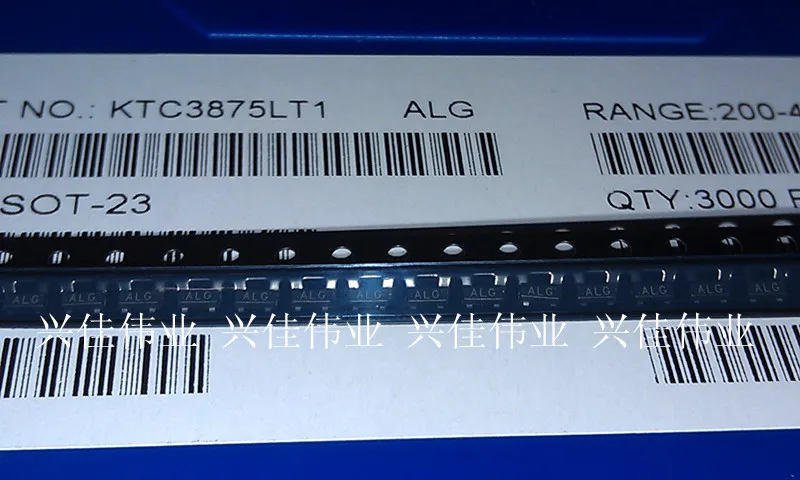 T NO.: KTC3875LT1 ALG RANGE:200-4
SOT-23 QTY:3000 P
ALG ALG ALG ALG ALG ALG ALG ALG ALG ALG ALG ALG ALG ALG
兴佳伟业 兴佳伟业 兴佳伟业 兴佳伟业